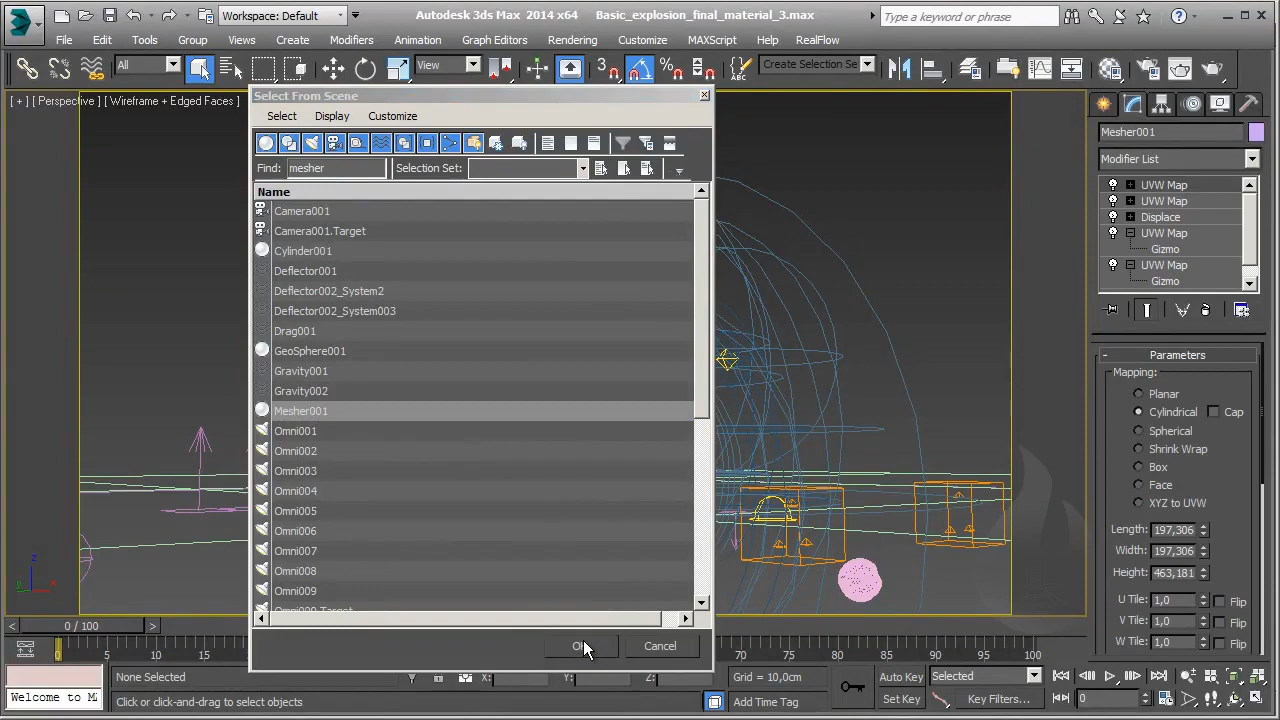 Workspace: Default
Autodesk 3ds Max 2014 x64 Basic_explosion_final_material_3.max
Type a keyword or phrase
File Edit Tools Group Views Create Modifiers Animation Graph Editors Rendering Customize MAXScript Help RealFlow
All View Create Selection Se
[ + ] [ Perspective ] [ Wireframe + Edged Faces ]
Select From Scene
Select Display Customize
Find: mesher Selection Set:
Name
Camera001
Camera001.Target
Cylinder001
Deflector001
Deflector002_System2
Deflector002_System003
Drag001
GeoSphere001
Gravity001
Gravity002
Mesher001
Omni001
Omni002
Omni003
Omni004
Omni005
Omni006
Omni007
Omni008
Omni009
Omni009.Target
Cancel
Mesher001
Modifier List
UVW Map
UVW Map
Displace
UVW Map
Gizmo
UVW Map
Gizmo
- Parameters
Mapping:
Planar
Cylindrical Cap
Spherical
Shrink Wrap
Box
Face
XYZ to UVW
Length: 197,306
Width: 197,306
Height: 463,181
U Tile: 1,0 Flip
V Tile: 1,0 Flip
W Tile: 1,0 Flip
z
x
< 0 / 100 >
0 5 10 15 70 75 80 85 90 95 100
None Selected X: Y: Z: Grid = 10,0cm Auto Key Selected
Welcome to M Click or click-and-drag to select objects Add Time Tag Set Key Key Filters... 0